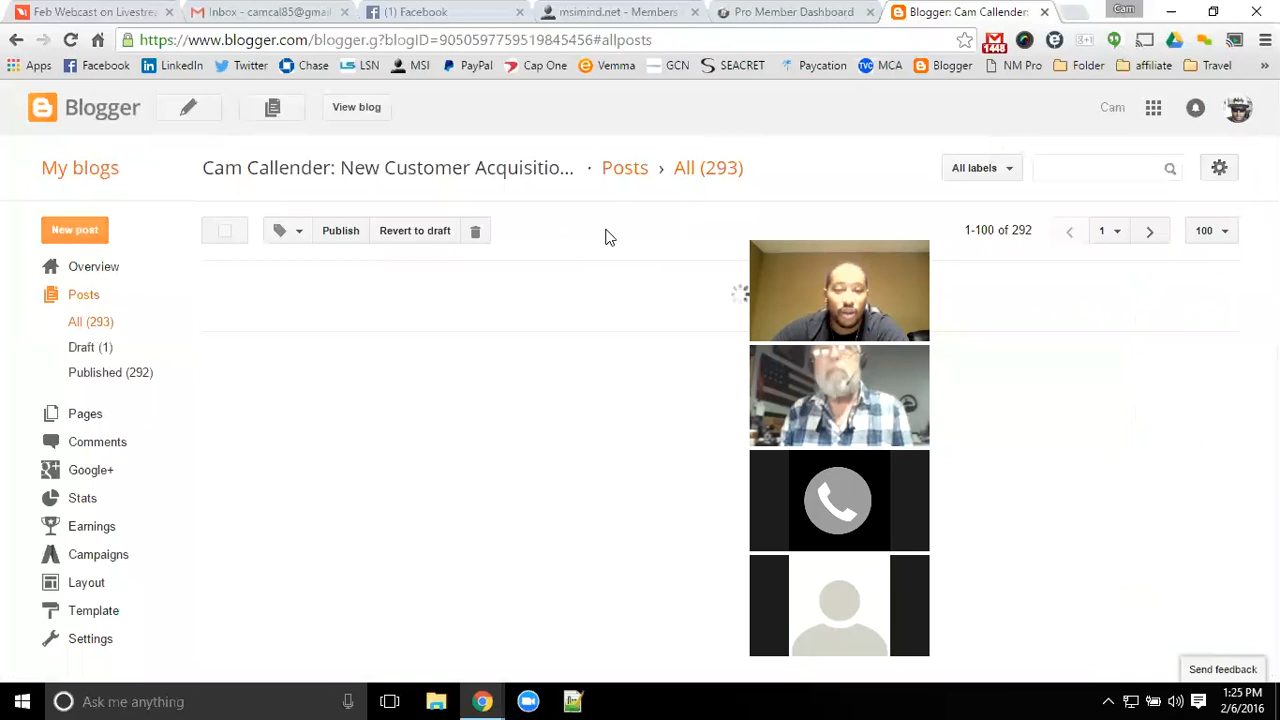 Feb Webcast on Livestre
Inbox - camcal85@gmail
(1) Facebook
msimind.net - Members
Pro Member Dashboard
Blogger: Cam Callender:
Cam
https://www.blogger.com/blogger.g?blogID=9050597759519845456#allposts
1448
Apps
Facebook
LinkedIn
Twitter
Chase
LSN
MSI
PayPal
Cap One
Vemma
GCN
SEACRET
Paycation
MCA
Blogger
NM Pro
Folder
affiliate
Travel
»
Blogger
View blog
Cam
My blogs
Cam Callender: New Customer Acquisitio... · Posts › All (293)
All labels
New post
Publish
Revert to draft
1-100 of 292
1
100
Overview
Posts
All (293)
Draft (1)
Published (292)
Pages
Comments
Google+
Stats
Earnings
Campaigns
Layout
Template
Settings
Send feedback
Ask me anything
1:25 PM
2/6/2016